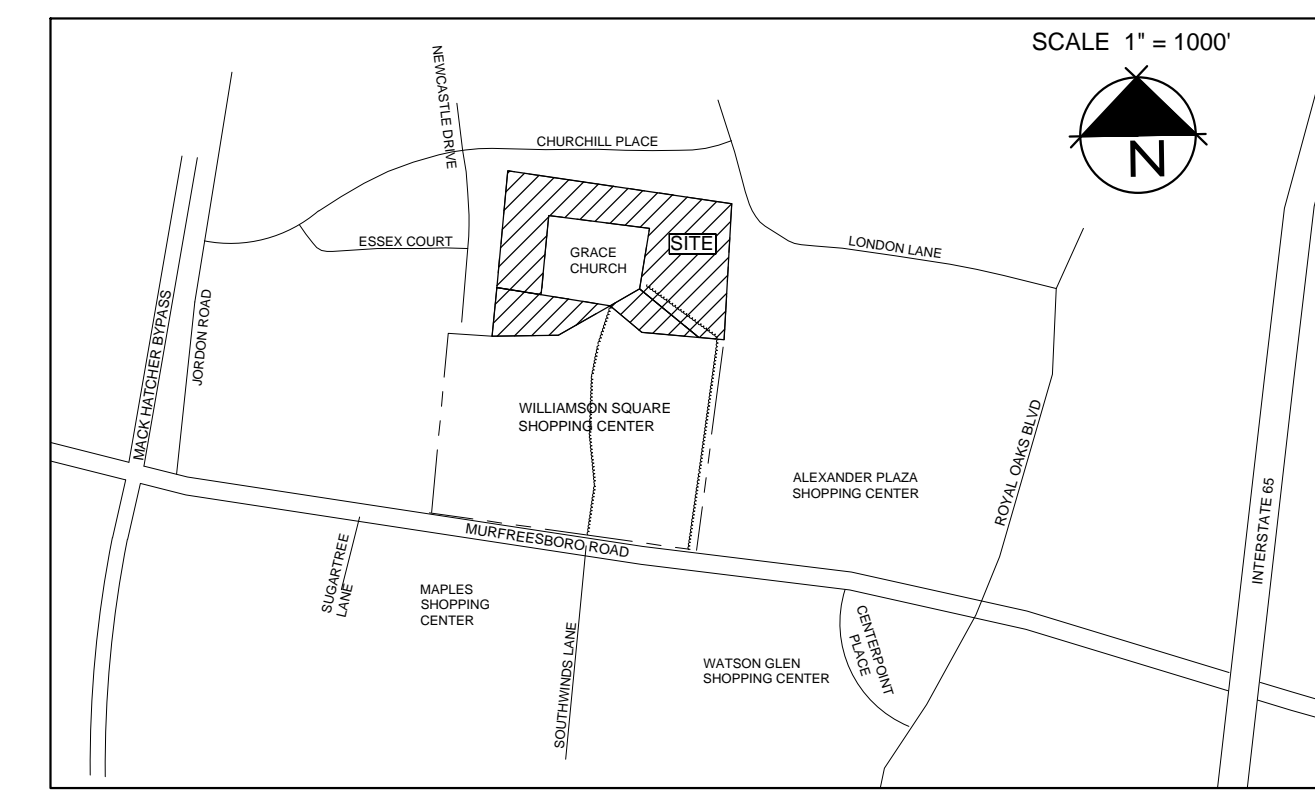 SCALE 1" = 1000'
N
NEWCASTLE DRIVE
CHURCHILL PLACE
ESSEX COURT
GRACE
CHURCH
SITE
LONDON LANE
MACK HATCHER BYPASS
JORDON ROAD
WILLIAMSON SQUARE
SHOPPING CENTER
ALEXANDER PLAZA
SHOPPING CENTER
ROYAL OAKS BLVD
INTERSTATE 65
MURFREESBORO ROAD
SUGARTREE
LANE
MAPLES
SHOPPING
CENTER
SOUTHWINDS LANE
WATSON GLEN
SHOPPING CENTER
CENTERPOINT
PLACE